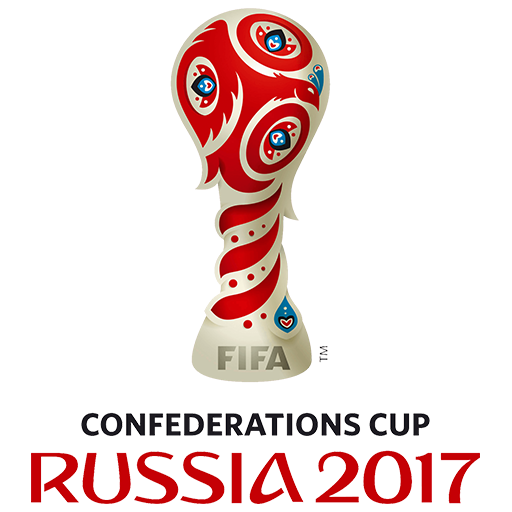 FIFA
TM
CONFEDERATIONS CUP
RUSSIA 2017